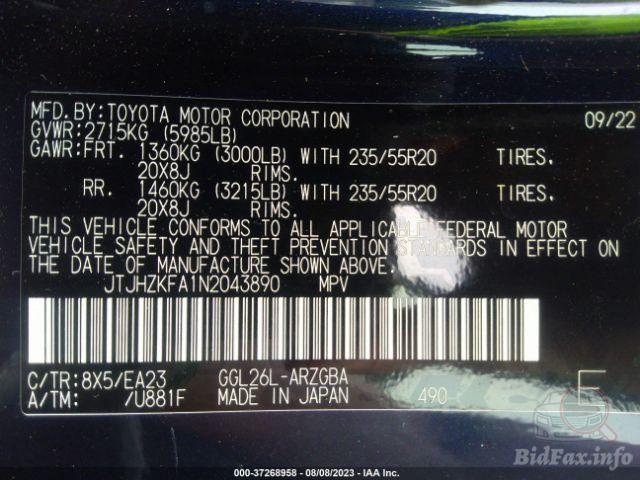 MFD.BY:TOYOTA MOTOR CORPORATION 09/22
GVWR:2715KG (5985LB)
GAWR:FRT. 1360KG (3000LB) WITH 235/55R20 TIRES.
20X8J RIMS.
RR. 1460KG (3215LB) WITH 235/55R20 TIRES.
20X8J RIMS.
THIS VEHICLE CONFORMS TO ALL APPLICABLE FEDERAL MOTOR
VEHICLE SAFETY AND THEFT PREVENTION STANDARDS IN EFFECT ON
THE DATE OF MANUFACTURE SHOWN ABOVE.
JTJHZKFA1N2043890 MPV
C/TR:8X5/EA23 GGL26L-ARZGBA
A/TM: /U881F MADE IN JAPAN 490 E
BidFax.info
000-37268958 - 08/08/2023 - IAA Inc.